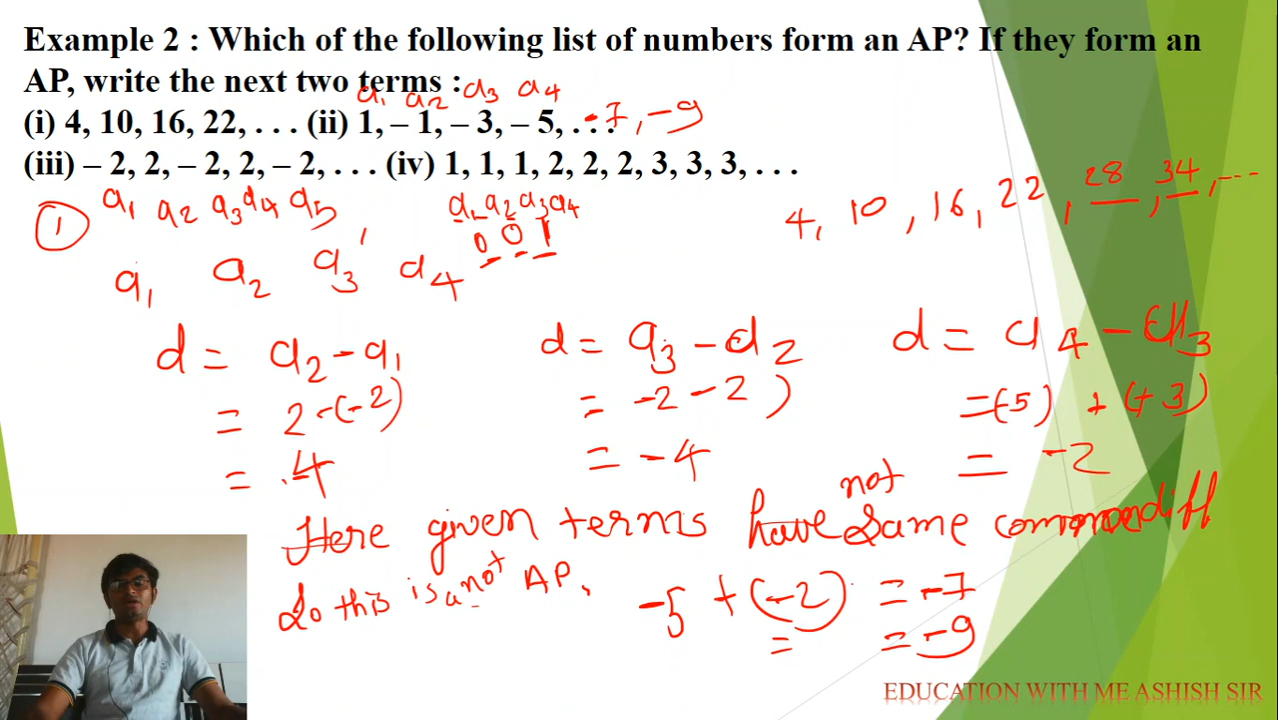 Example 2 : Which of the following list of numbers form an AP? If they form an
AP, write the next two terms :
a1 a2 a3 a4
(i) 4, 10, 16, 22, . . . (ii) 1, – 1, – 3, – 5, . . . -7, -9
(iii) – 2, 2, – 2, 2, – 2, . . . (iv) 1, 1, 1, 2, 2, 2, 3, 3, 3, . . .
a1 a2 a3 a4 a5
a1 a2 a3 a4
0 0 1
4, 10, 16, 22, 28, 34, ...
1
a1 a2 a3 a4
d = a2 - a1 d = a3 - a2 d = a4 - a3
= 2 - (-2) = -2 - 2) = (-5) + (+3)
= 4 = -4 = -2
not
Here given terms have same common diff
So this is a not AP.
-5 + (-2) = -7
= = -9
EDUCATION WITH ME ASHISH SIR